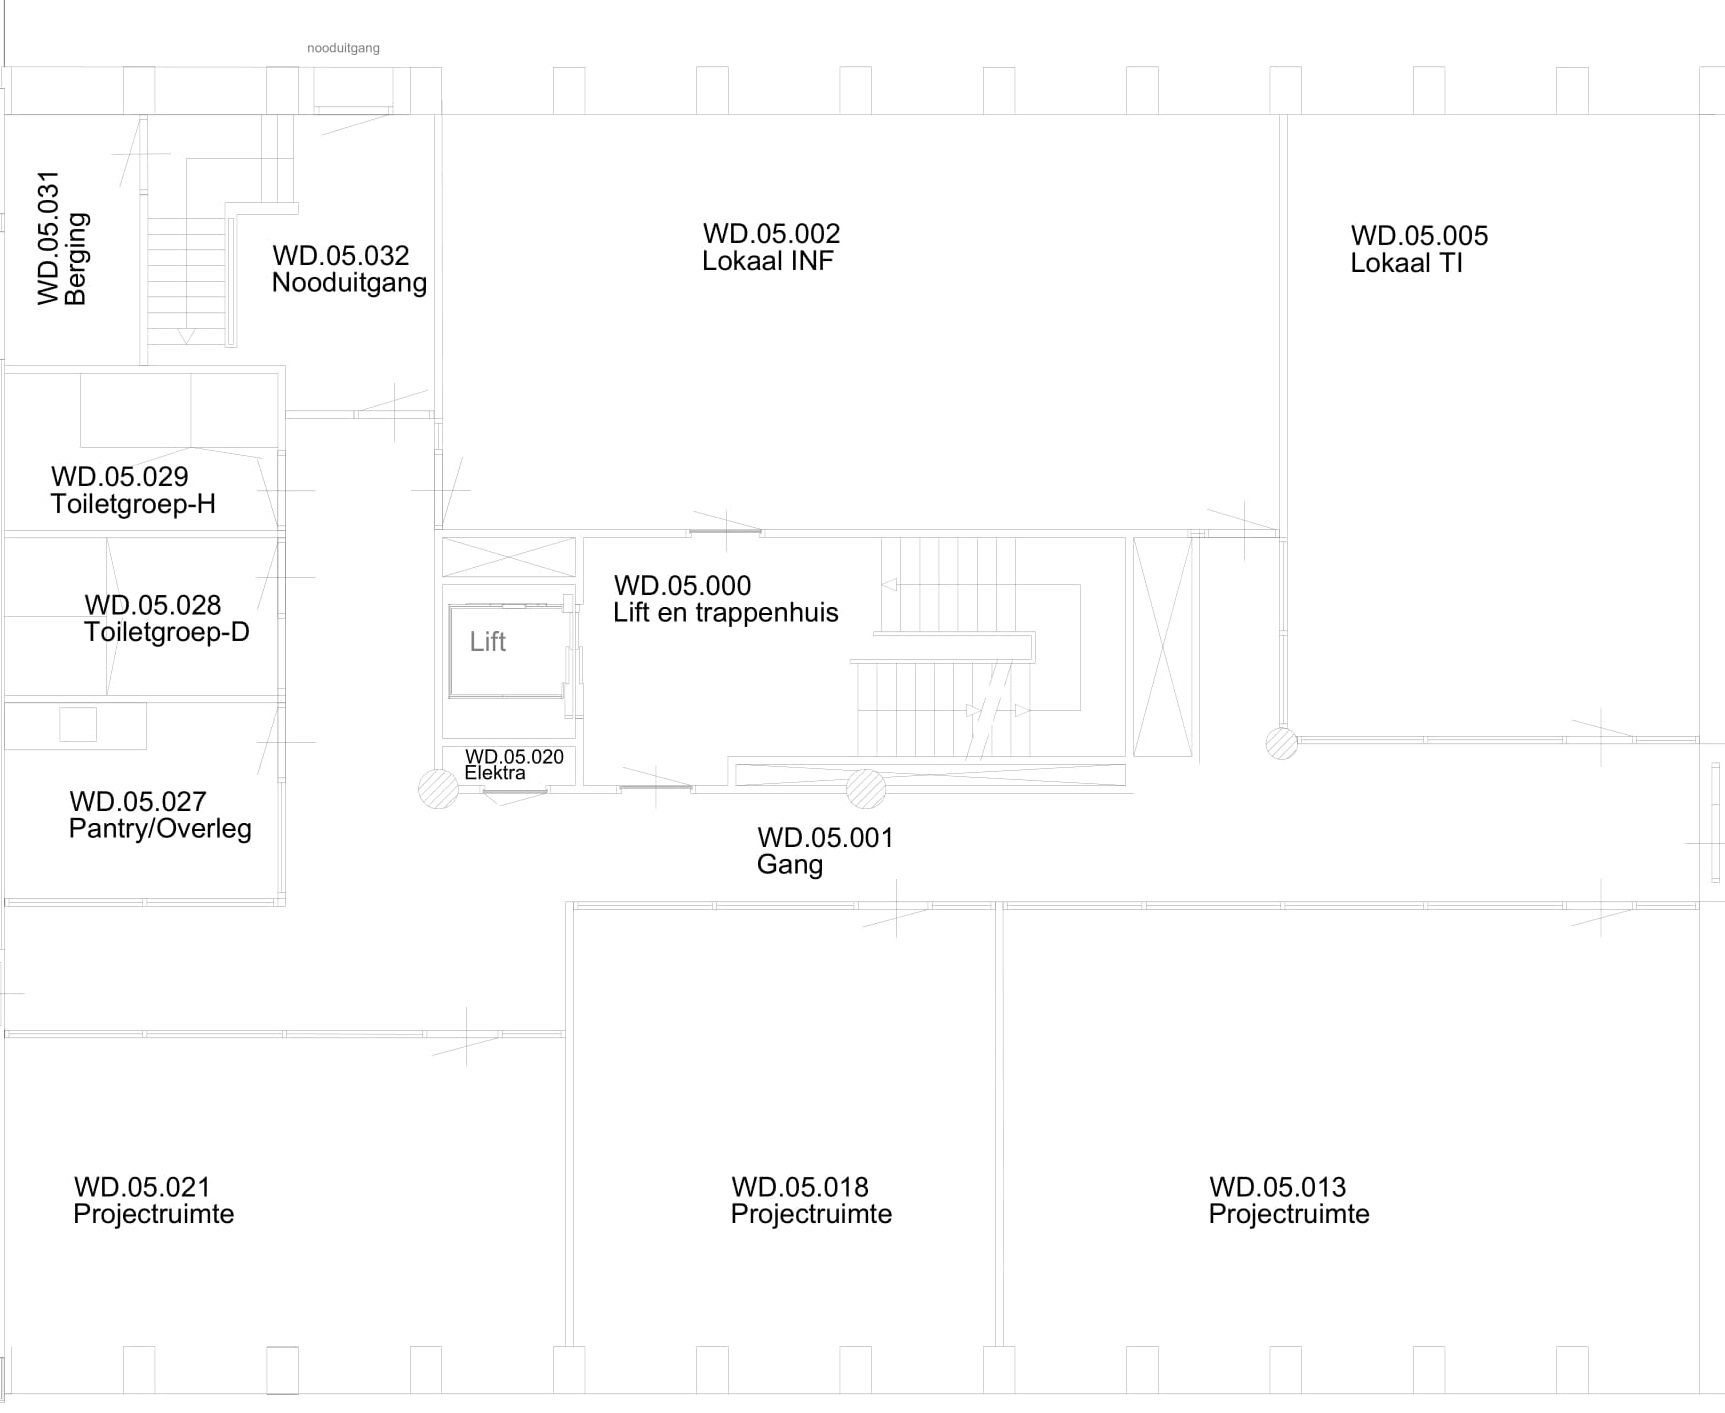 nooduitgang
WD.05.031
Berging
WD.05.032
Nooduitgang
WD.05.002
Lokaal INF
WD.05.005
Lokaal TI
WD.05.029
Toiletgroep-H
WD.05.028
Toiletgroep-D
Lift
WD.05.000
Lift en trappenhuis
WD.05.020
Elektra
WD.05.027
Pantry/Overleg
WD.05.001
Gang
WD.05.021
Projectruimte
WD.05.018
Projectruimte
WD.05.013
Projectruimte